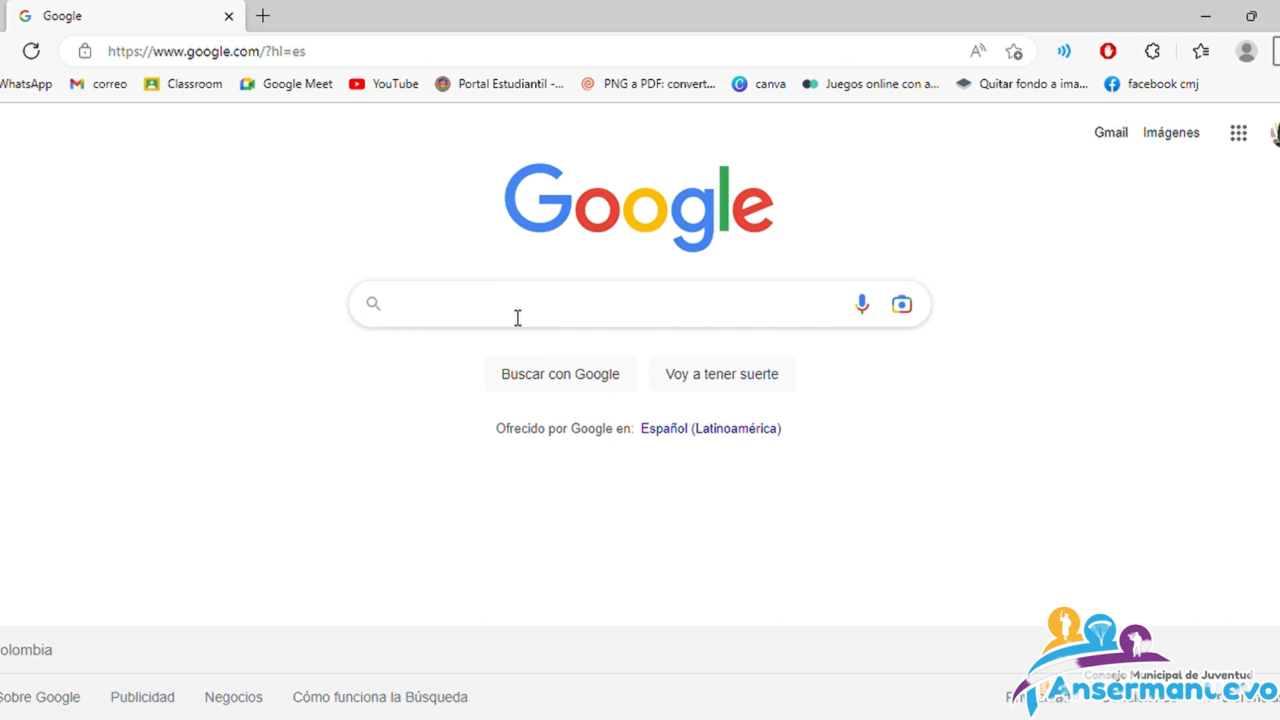 Google
https://www.google.com/?hl=es
WhatsApp correo Classroom Google Meet YouTube Portal Estudiantil -... PNG a PDF: convert... canva Juegos online con a... Quitar fondo a ima... facebook cmj
Gmail Imágenes
Google
Buscar con Google Voy a tener suerte
Ofrecido por Google en: Español (Latinoamérica)
olombia
Sobre Google Publicidad Negocios Cómo funciona la Búsqueda
Consejo Municipal de Juventud
Ansermanuevo